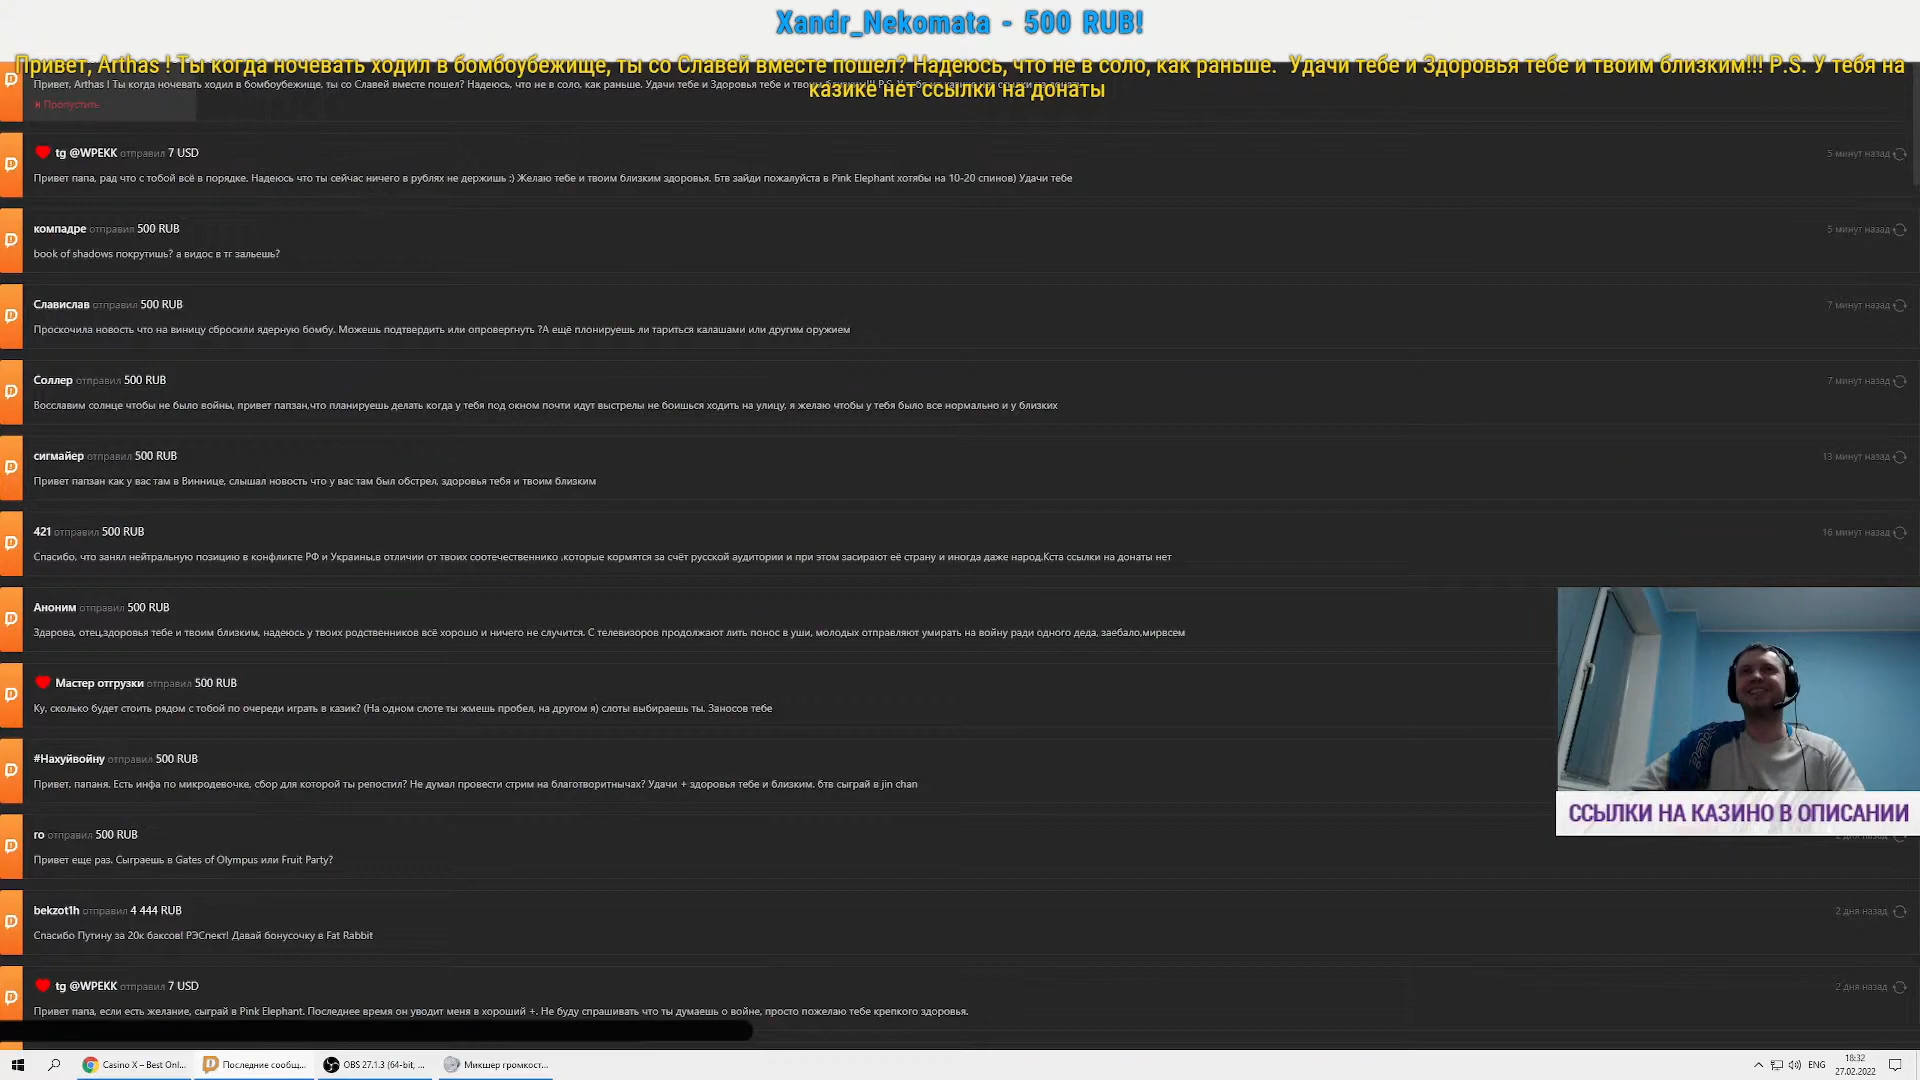 Xandr_Nekomata - 500 RUB!
Привет, Arthas ! Ты когда ночевать ходил в бомбоубежище, ты со Славей вместе пошел? Надеюсь, что не в соло, как раньше. Удачи тебе и Здоровья тебе и твоим близким!!! P.S. У тебя на
казике нет ссылки на донаты
Привет, Arthas ! Ты когда ночевать ходил в бомбоубежище, ты со Славей вместе пошел? Надеюсь, что не в соло, как раньше. Удачи тебе и Здоровья тебе и твоим
Пропустить
tg @WPEKK отправил 7 USD
5 минут назад
Привет папа, рад что с тобой всё в порядке. Надеюсь что ты сейчас ничего в рублях не держишь :) Желаю тебе и твоим близким здоровья. Бтв зайди пожалуйста в Pink Elephant хотябы на 10-20 спинов) Удачи тебе
компадре отправил 500 RUB
5 минут назад
book of shadows покрутишь? а видос в тг зальешь?
Славислав отправил 500 RUB
7 минут назад
Проскочила новость что на виницу сбросили ядерную бомбу. Можешь подтвердить или опровергнуть ?А ещё плонируешь ли тариться калашами или другим оружием
Соллер отправил 500 RUB
7 минут назад
Восславим солнце чтобы не было войны, привет папзан,что планируешь делать когда у тебя под окном почти идут выстрелы не боишься ходить на улицу, я желаю чтобы у тебя было все нормально и у близких
сигмайер отправил 500 RUB
13 минут назад
Привет папзан как у вас там в Виннице, слышал новость что у вас там был обстрел, здоровья тебя и твоим близким
421 отправил 500 RUB
16 минут назад
Спасибо, что занял нейтральную позицию в конфликте РФ и Украины,в отличии от твоих соотечественнико ,которые кормятся за счёт русской аудитории и при этом засирают её страну и иногда даже народ.Кста ссылки на донаты нет
Аноним отправил 500 RUB
Здарова, отец,здоровья тебе и твоим близким, надеюсь у твоих родственников всё хорошо и ничего не случится. С телевизоров продолжают лить понос в уши, молодых отправляют умирать на войну ради одного деда, заебало,мирвсем
Мастер отгрузки отправил 500 RUB
Ку, сколько будет стоить рядом с тобой по очереди играть в казик? (На одном слоте ты жмешь пробел, на другом я) слоты выбираешь ты. Заносов тебе
#Нахуйвойну отправил 500 RUB
Привет, папаня. Есть инфа по микродевочке, сбор для которой ты репостил? Не думал провести стрим на благотворитнычах? Удачи + здоровья тебе и близким. бтв сыграй в jin chan
ССЫЛКИ НА КАЗИНО В ОПИСАНИИ
ro отправил 500 RUB
2 дня назад
Привет еще раз. Сыграешь в Gates of Olympus или Fruit Party?
bekzot1h отправил 4 444 RUB
2 дня назад
Спасибо Путину за 20к баксов! РЭСпект! Давай бонусочку в Fat Rabbit
tg @WPEKK отправил 7 USD
2 дня назад
Привет папа, если есть желание, сыграй в Pink Elephant. Последнее время он уводит меня в хороший +. Не буду спрашивать что ты думаешь о войне, просто пожелаю тебе крепкого здоровья.
Casino X – Best Onl...
Последние сообщ...
OBS 27.1.3 (64-bit, ...
Микшер громкост...
ENG
18:32
27.02.2022